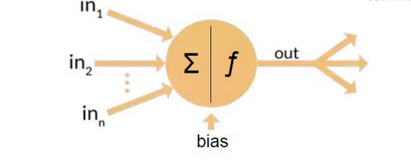 in1
in2
inn
Σ f
out
bias